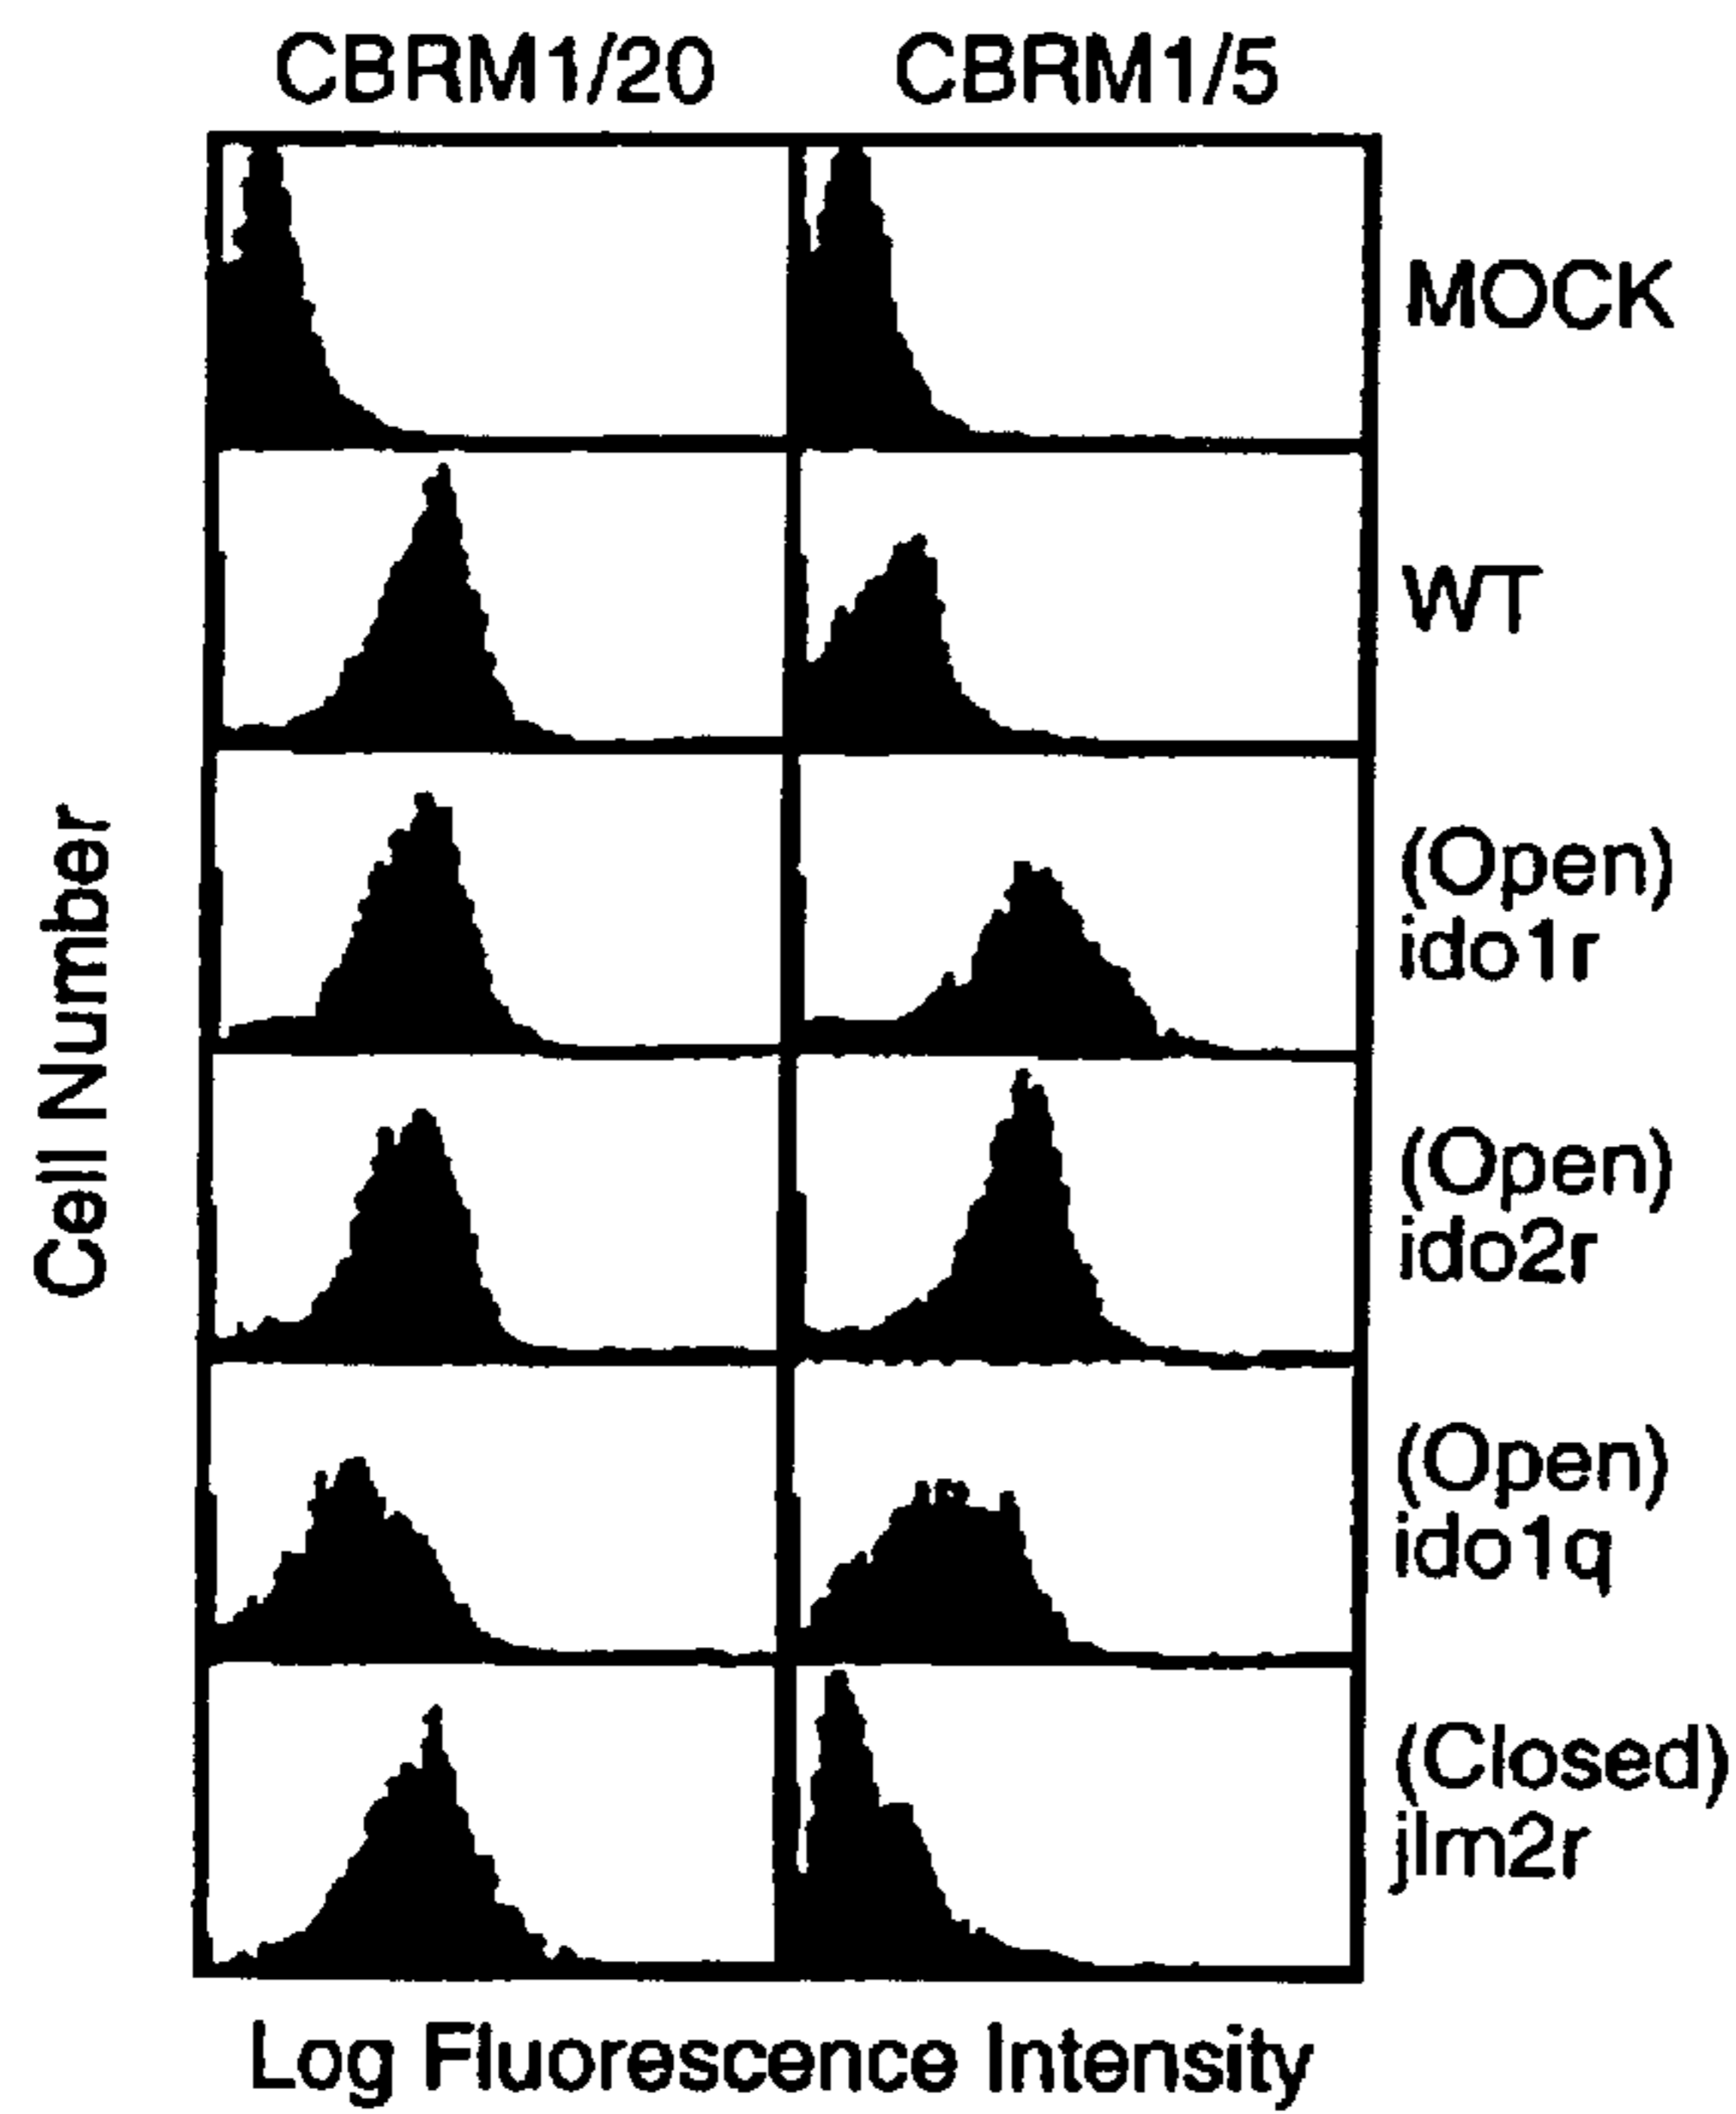 CBRM1/20 CBRM1/5
MOCK
WT
(Open)
ido1r
(Open)
ido2r
(Open)
ido1q
(Closed)
jlm2r
Cell Number
Log Fluorescence Intensity